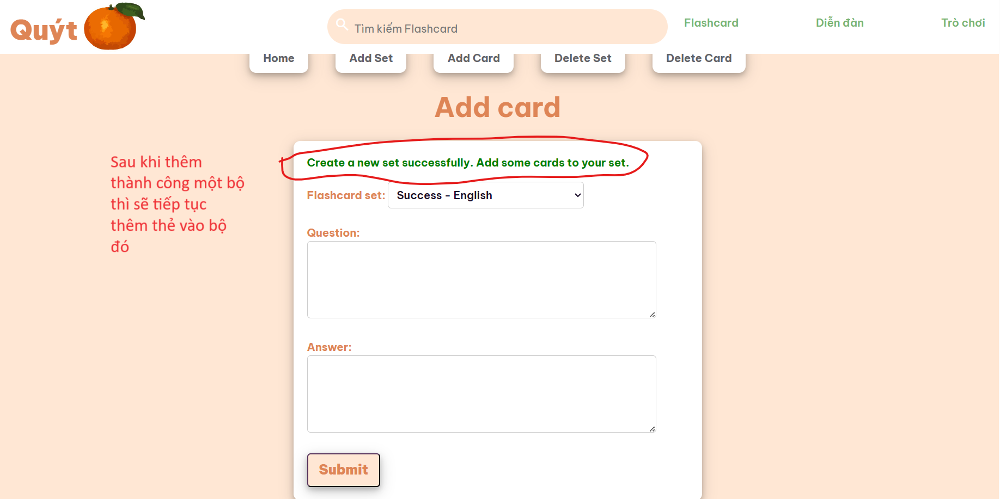 Quýt
Tìm kiếm Flashcard
Flashcard
Diễn đàn
Trò chơi
Home
Add Set
Add Card
Delete Set
Delete Card
Add card
Sau khi thêm
thành công một bộ
thì sẽ tiếp tục
thêm thẻ vào bộ
đó
Create a new set successfully. Add some cards to your set.
Flashcard set: Success - English
Question:
Answer:
Submit